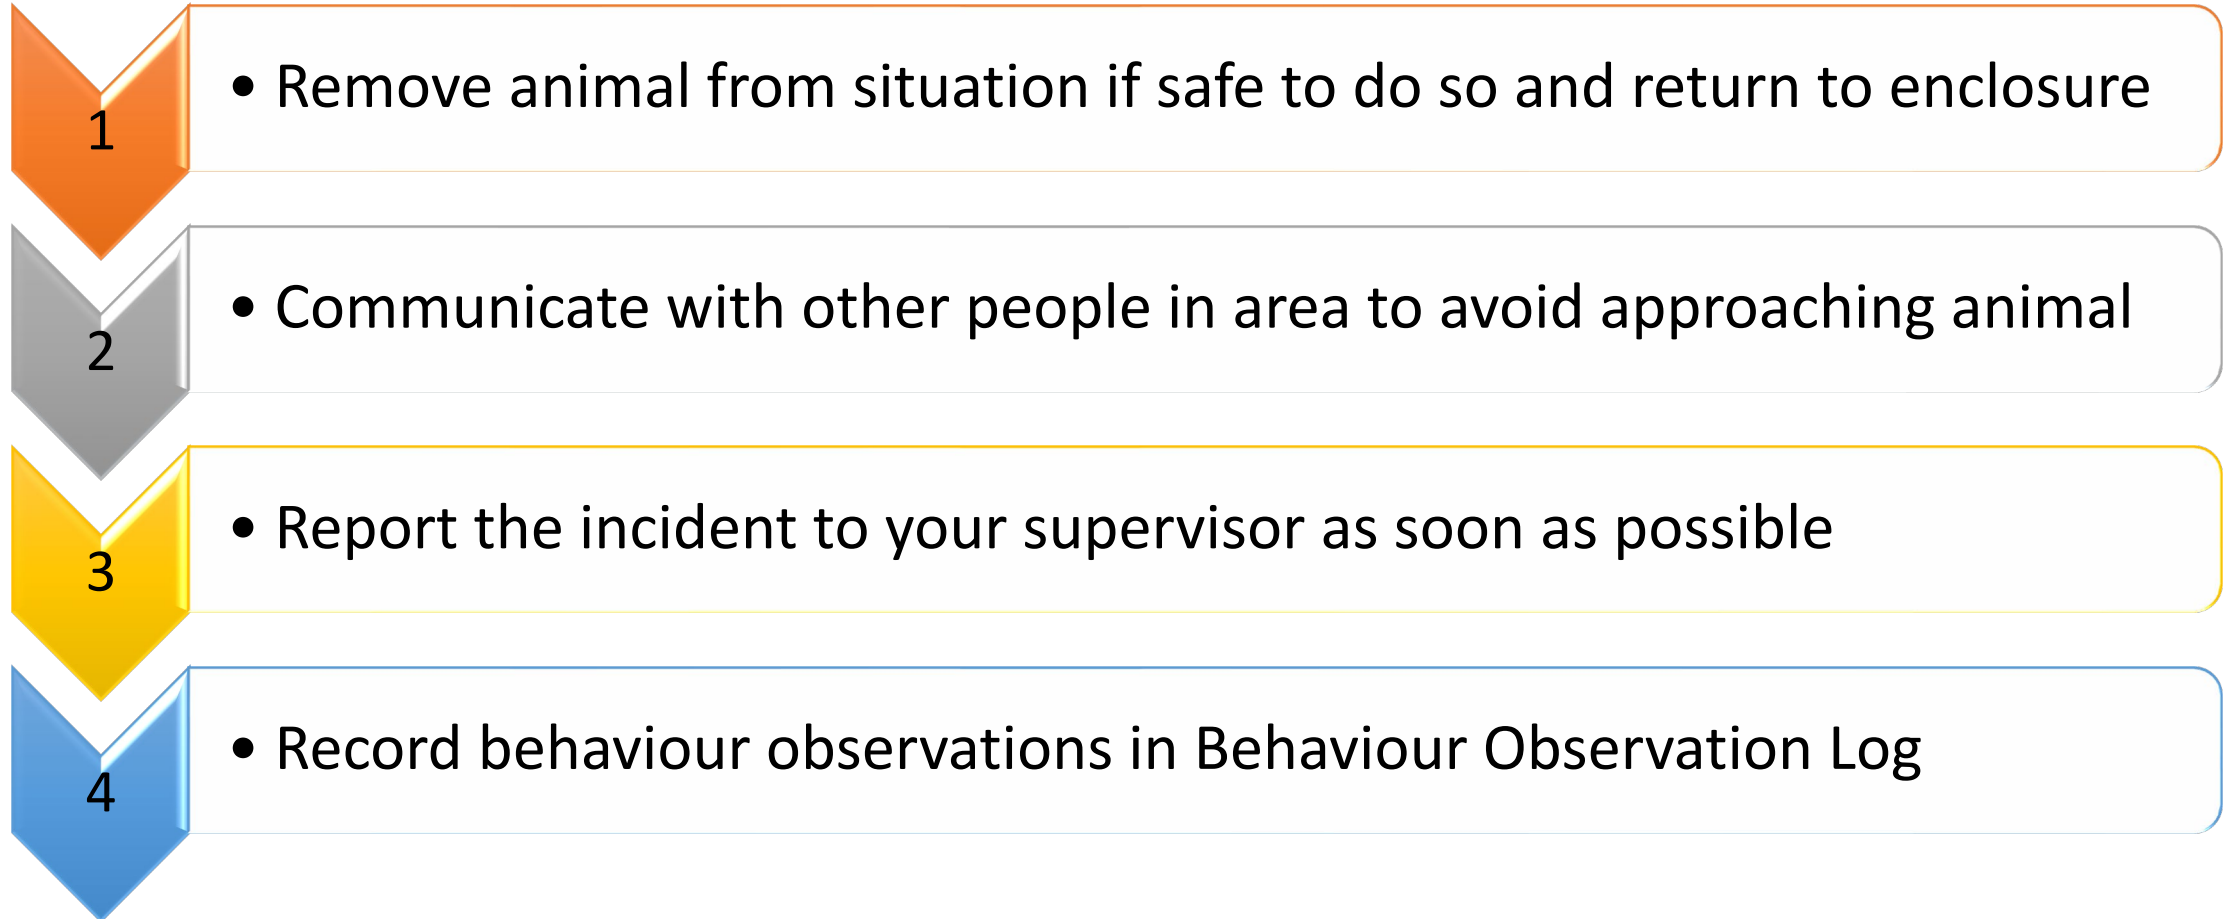 1
• Remove animal from situation if safe to do so and return to enclosure
2
• Communicate with other people in area to avoid approaching animal
3
• Report the incident to your supervisor as soon as possible
4
• Record behaviour observations in Behaviour Observation Log